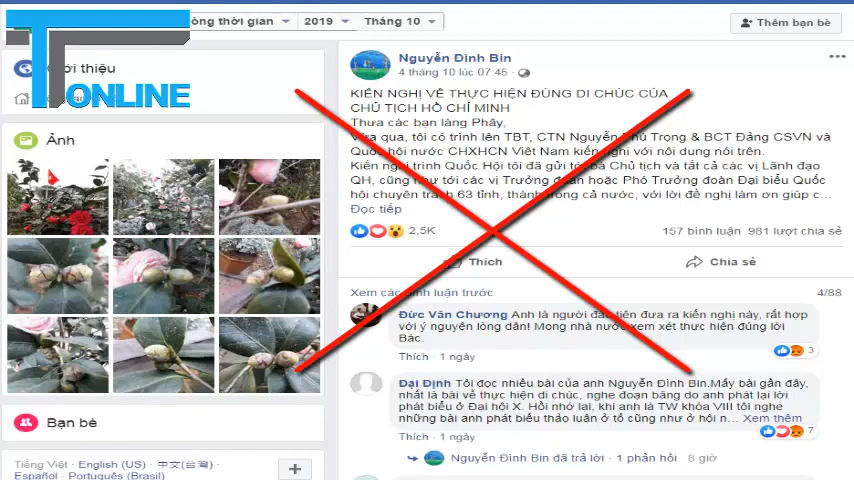 T ONLINE
òng thời gian
2019
Tháng 10
Thêm bạn bè
Giới thiệu
Ảnh
Bạn bè
Tiếng Việt · English (US) · 中文(台灣) ·
Español · Português (Brasil)
Nguyễn Đình Bin
4 tháng 10 lúc 07:45 ·
KIẾN NGHỊ VỀ THỰC HIỆN ĐÚNG DI CHÚC CỦA
CHỦ TỊCH HỒ CHÍ MINH
Thưa các bạn làng Phây,
Vừa qua, tôi có trình lên TBT, CTN Nguyễn Phú Trọng & BCT Đảng CSVN và
Quốc hội nước CHXHCN Việt Nam kiến nghị với nội dung nói trên.
Kiến nghị trình Quốc Hội tôi đã gửi tới bà Chủ tịch và tất cả các vị Lãnh đạo
QH, cũng như tới các vị Trưởng đoàn hoặc Phó Trưởng đoàn Đại biểu Quốc
hội chuyên trách 63 tỉnh, thành trong cả nước, với lời đề nghị làm ơn giúp c...
Đọc tiếp
2,5K
157 bình luận 981 lượt chia sẻ
Thích
Chia sẻ
Xem các bình luận trước
4/88
Đức Văn Chương Anh là người đầu tiên đưa ra kiến nghị này, rất hợp
với ý nguyện lòng dân! Mong nhà nước xem xét thực hiện đúng lời
Bác.
3
Thích · 1 ngày
Đại Định Tôi đọc nhiều bài của anh Nguyễn Đình Bin.Mấy bài gần đây,
nhất là bài về thực hiện di chúc, nghe đoạn băng do anh phát lại lời
phát biểu ở Đại hội X. Hồi nhớ lại, khi anh là TW khóa VIII tôi nghe
những bài anh phát biểu thảo luận ở tổ cũng như ở hội n... Xem thêm
7
Thích · 1 ngày
Nguyễn Đình Bin đã trả lời · 1 phản hồi 8 giờ